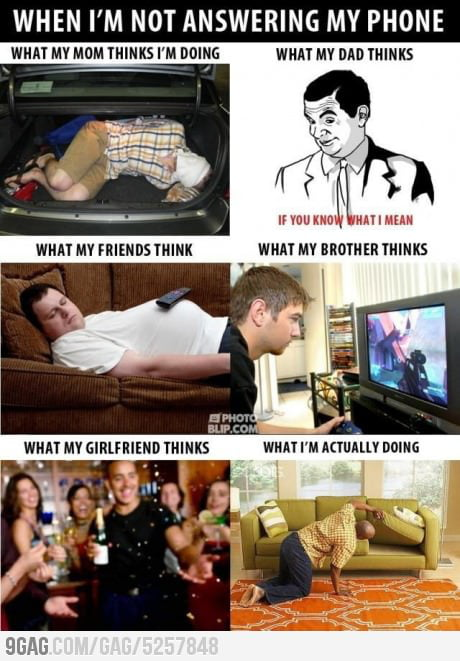 WHEN I'M NOT ANSWERING MY PHONE
WHAT MY MOM THINKS I'M DOING
WHAT MY DAD THINKS
IF YOU KNOW WHAT I MEAN
WHAT MY FRIENDS THINK
WHAT MY BROTHER THINKS
PHOTO
BLIP.COM
WHAT MY GIRLFRIEND THINKS
WHAT I'M ACTUALLY DOING
9GAG.COM/GAG/5257848